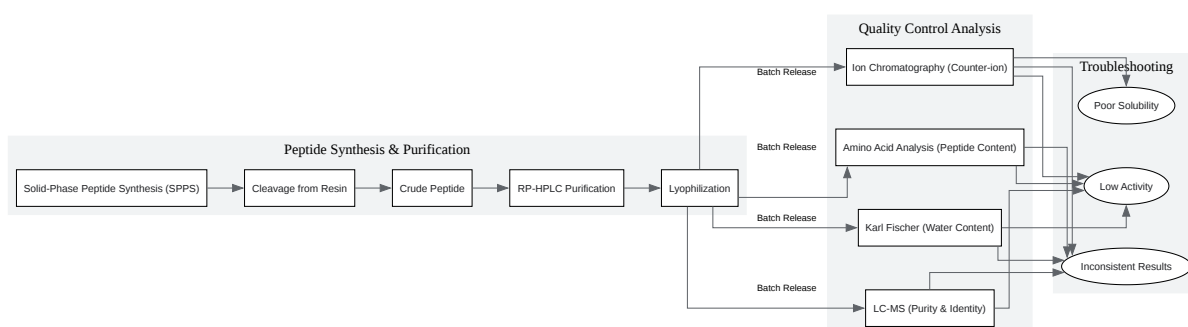 Quality Control Analysis
Ion Chromatography (Counter-ion)
Batch Release
Troubleshooting
Poor Solubility
Peptide Synthesis & Purification
Batch Release
Amino Acid Analysis (Peptide Content)
Solid-Phase Peptide Synthesis (SPPS)
Cleavage from Resin
Crude Peptide
RP-HPLC Purification
Lyophilization
Low Activity
Batch Release
Karl Fischer (Water Content)
Inconsistent Results
Batch Release
LC-MS (Purity & Identity)